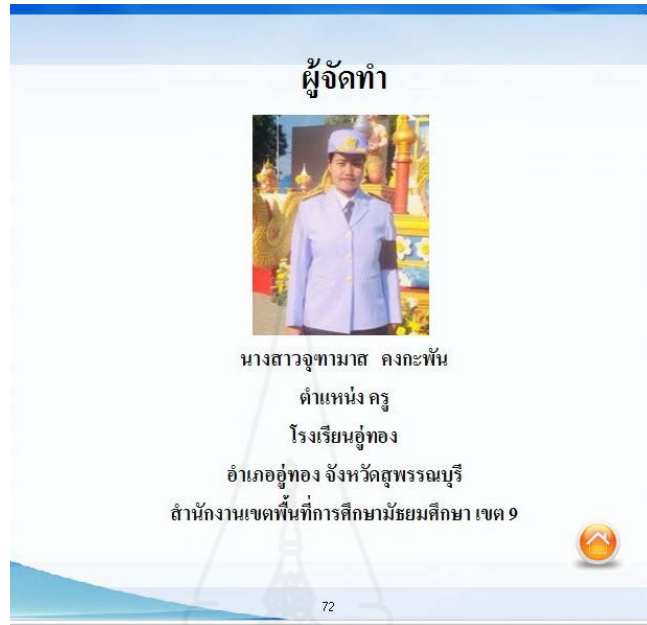 ผู้จัดทำ
นางสาวจุฑามาส คงกะพัน
ตำแหน่ง ครู
โรงเรียนอู่ทอง
อำเภออู่ทอง จังหวัดสุพรรณบุรี
สำนักงานเขตพื้นที่การศึกษามัธยมศึกษา เขต 9
72